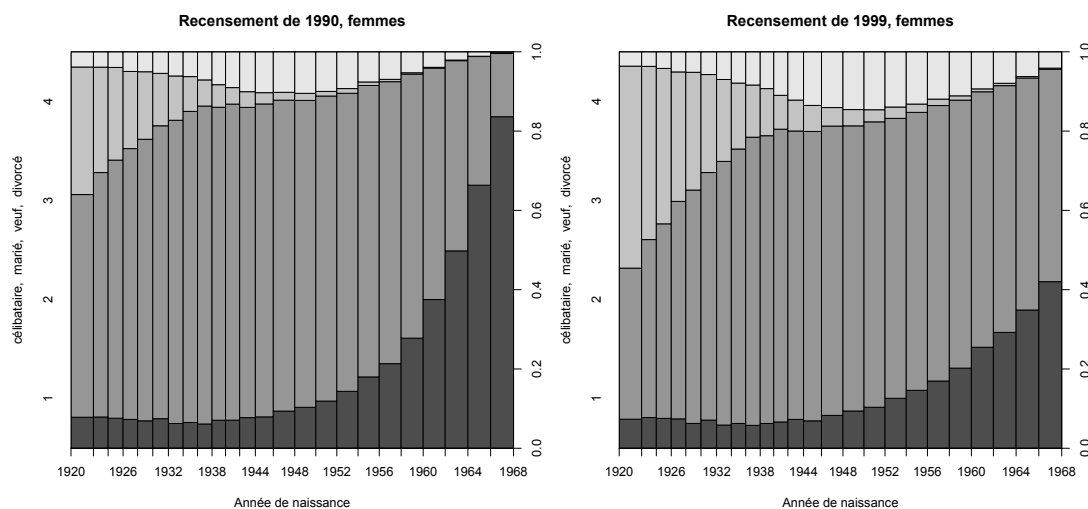 Recensement de 1990, femmes
célibataire, marié, veuf, divorcé
1 2 3 4
0.0 0.2 0.4 0.6 0.8 1.0
1920 1926 1932 1938 1944 1948 1952 1956 1960 1964 1968
Année de naissance
Recensement de 1999, femmes
célibataire, marié, veuf, divorcé
1 2 3 4
0.0 0.2 0.4 0.6 0.8 1.0
1920 1926 1932 1938 1944 1948 1952 1956 1960 1964 1968
Année de naissance